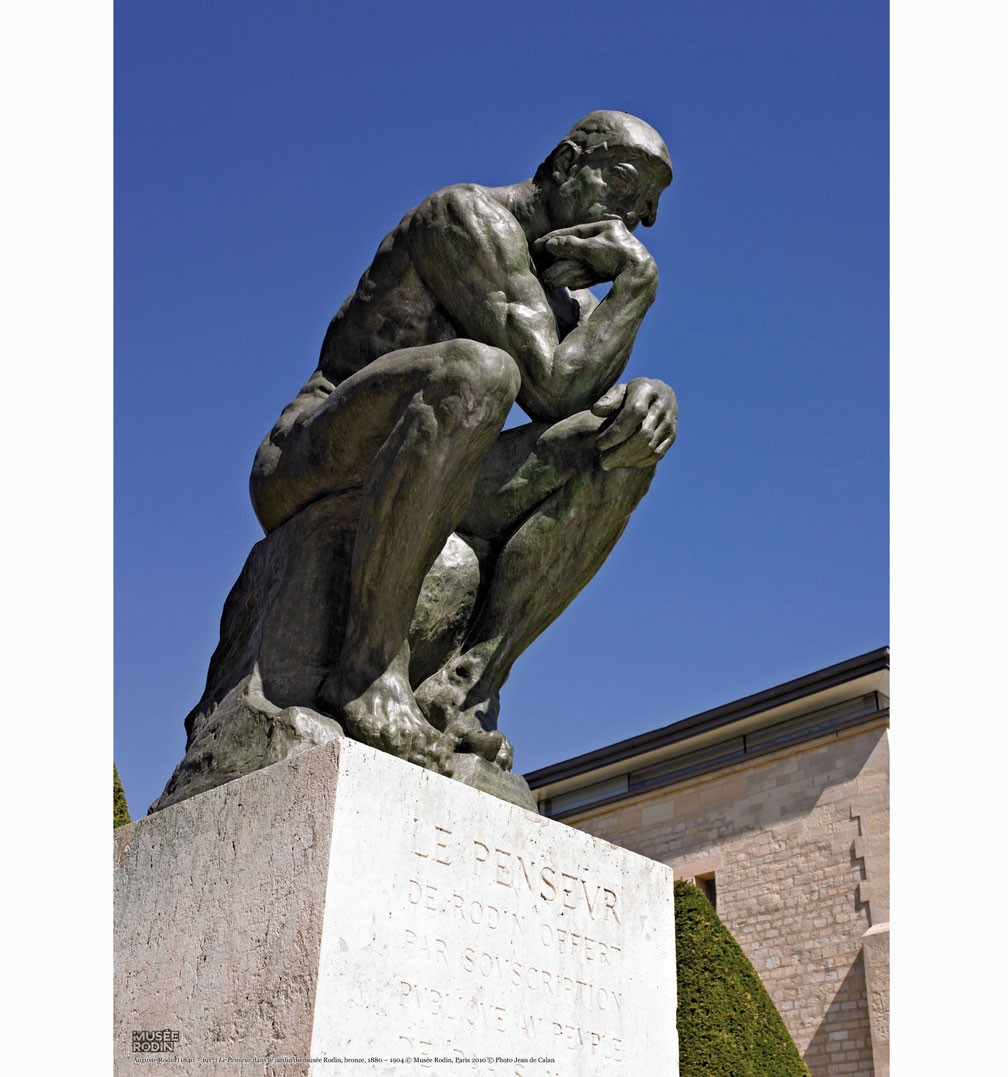 LE PENSEVR
DE RODIN OFFERT
PAR SOVSCRIPTION
PVBLIQVE AV PEVPLE
DE
MUSÉE
RODIN
Auguste Rodin (1840 – 1917) Le Penseur dans le jardin du musée Rodin, bronze, 1880 – 1904 © Musée Rodin, Paris 2010 © Photo Jean de Calan